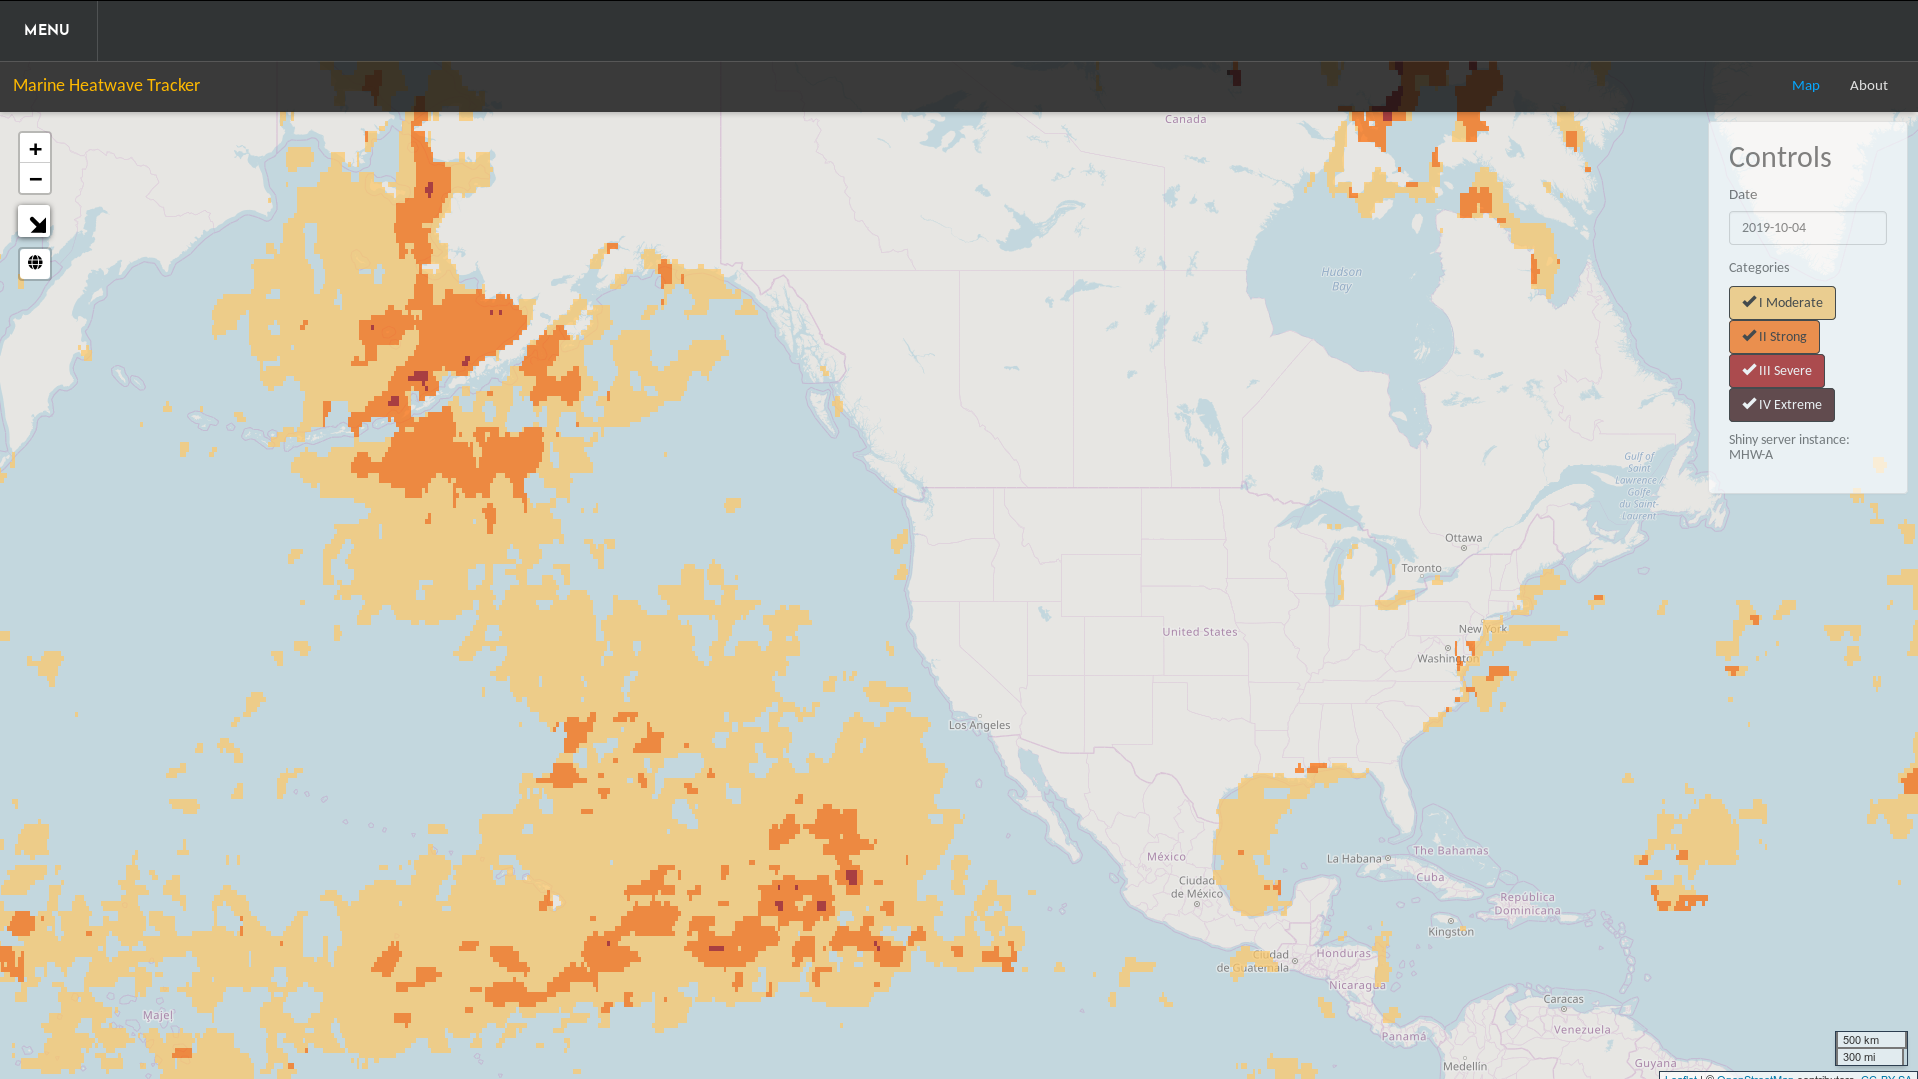 MENU
Marine Heatwave Tracker
Map
About
+
−
Controls
Date
2019-10-04
Categories
I Moderate
II Strong
III Severe
IV Extreme
Shiny server instance:
MHW-A
Canada
Hudson
Bay
Gulf of
Saint
Lawrence /
Golfe
du Saint-
Laurent
Ottawa
Toronto
United States
New York
Washington
Los Angeles
México
Ciudad
de México
La Habana
The Bahamas
Cuba
República
Dominicana
Kingston
Ciudad
de Guatemala
Honduras
Nicaragua
Majel
Caracas
Panamá
Venezuela
Medellín
Guyana
500 km
300 mi
Leaflet | © OpenStreetMap contributors, CC-BY-SA